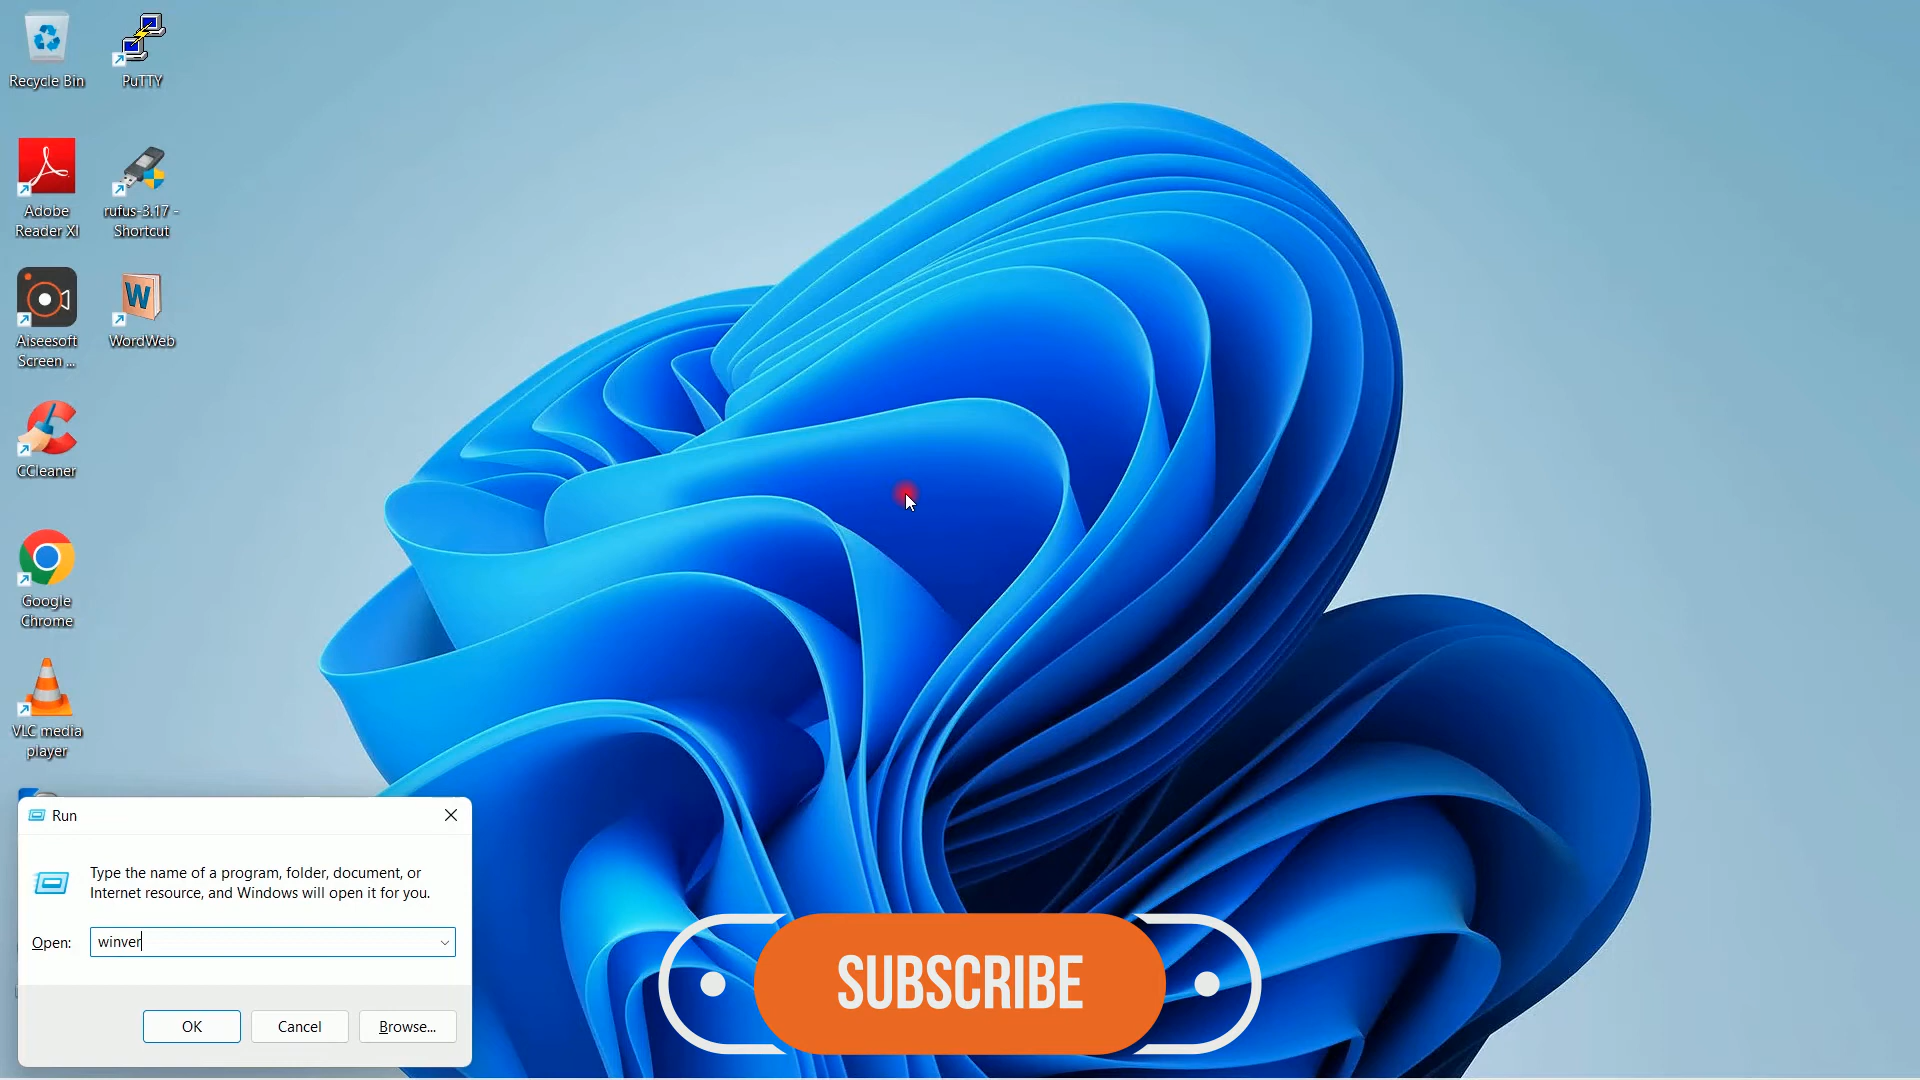 Recycle Bin
PuTTY
Adobe
Reader XI
rufus-3.17 -
Shortcut
Aiseesoft
Screen ...
WordWeb
W
CCleaner
Google
Chrome
VLC media
player
Run
Type the name of a program, folder, document, or
Internet resource, and Windows will open it for you.
Open:
winver
OK
Cancel
Browse...
SUBSCRIBE